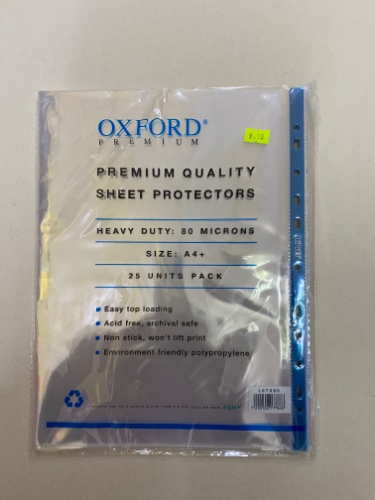 OXFORD®
PREMIUM
PREMIUM QUALITY
SHEET PROTECTORS
HEAVY DUTY: 80 MICRONS
SIZE: A4+
25 UNITS PACK
Easy top loading
Acid free, archival safe
Non stick, won't lift print
Environment friendly polypropylene